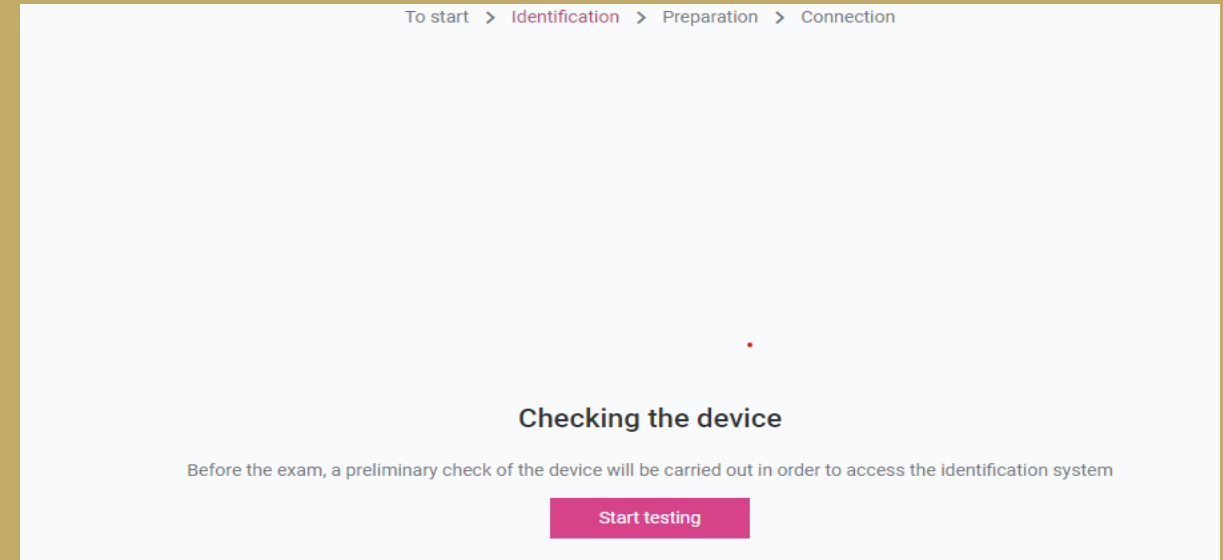 To start > Identification > Preparation > Connection
Checking the device
Before the exam, a preliminary check of the device will be carried out in order to access the identification system
Start testing